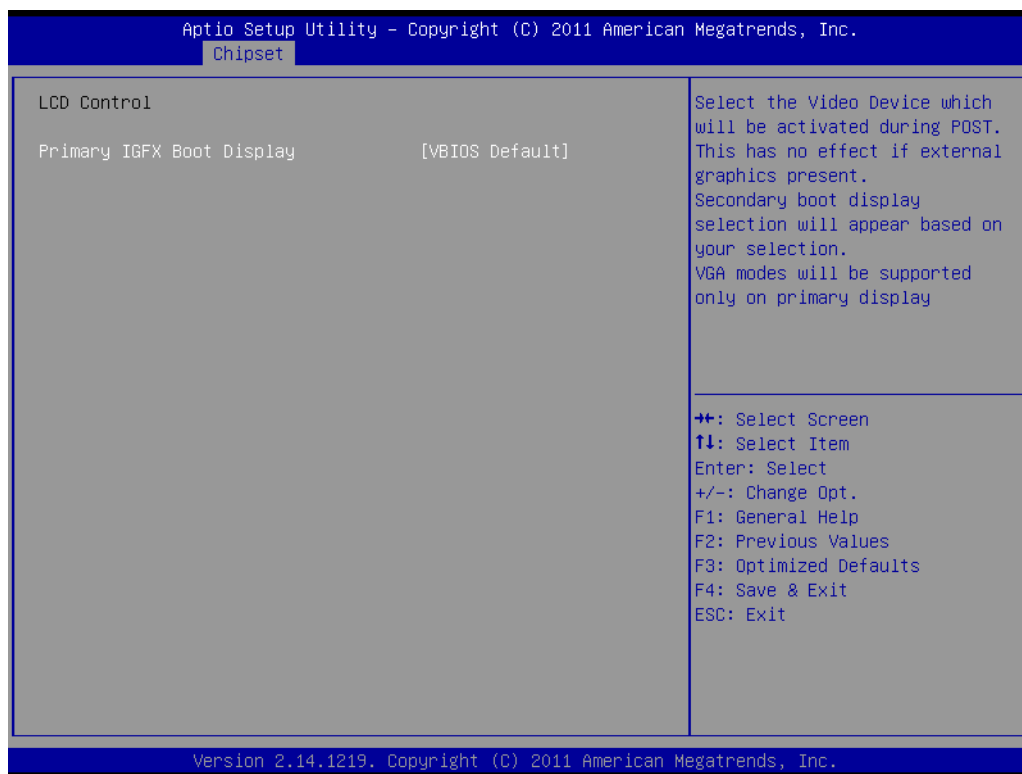 Aptio Setup Utility – Copyright (C) 2011 American Megatrends, Inc.
Chipset
LCD Control
Primary IGFX Boot Display [VBIOS Default]
Select the Video Device which
will be activated during POST.
This has no effect if external
graphics present.
Secondary boot display
selection will appear based on
your selection.
VGA modes will be supported
only on primary display
→←: Select Screen
↑↓: Select Item
Enter: Select
+/-: Change Opt.
F1: General Help
F2: Previous Values
F3: Optimized Defaults
F4: Save & Exit
ESC: Exit
Version 2.14.1219. Copyright (C) 2011 American Megatrends, Inc.